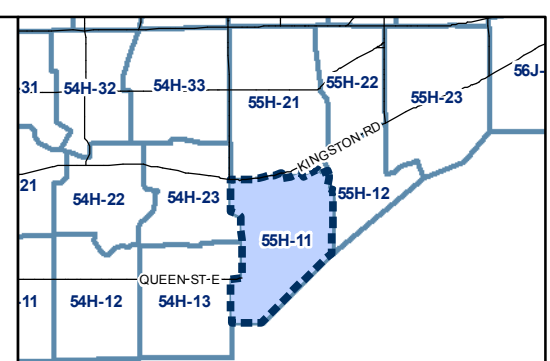 56J-
31
54H-32
54H-33
55H-21
55H-22
55H-23
KINGSTON RD
21
54H-22
54H-23
55H-12
55H-11
QUEEN ST E
11
54H-12
54H-13